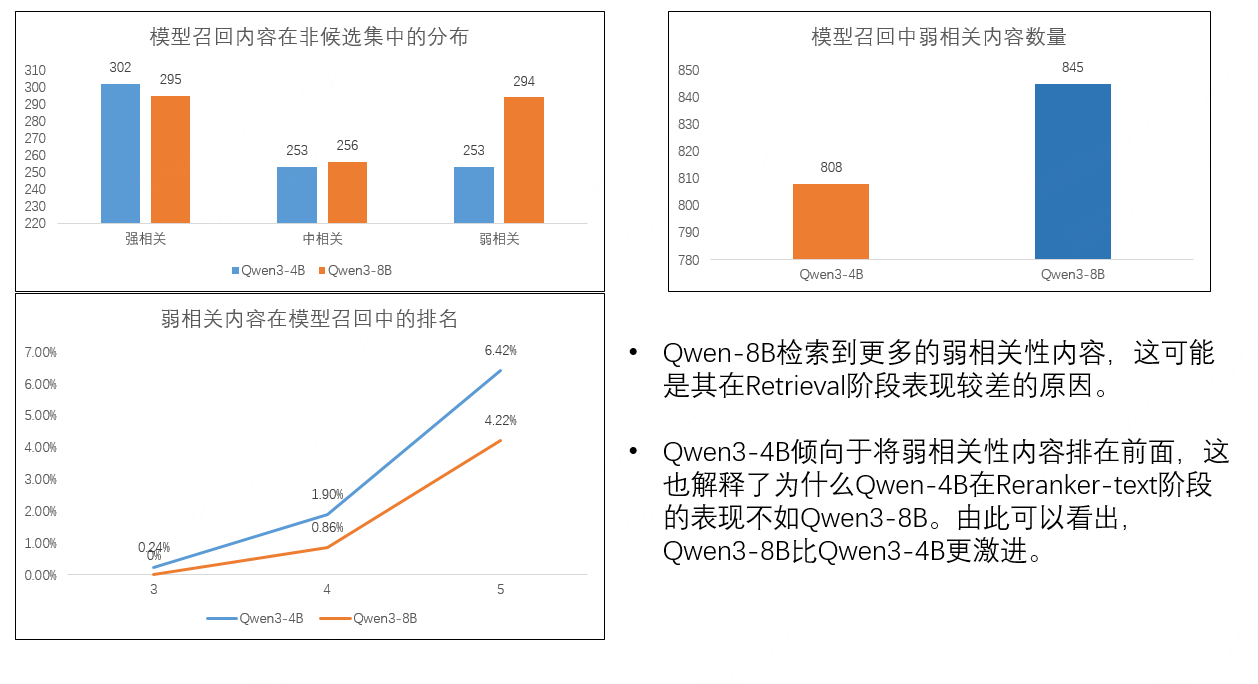 模型召回内容在非候选集中的分布
310
300
290
280
270
260
250
240
230
220
302
295
253
256
253
294
强相关
中相关
弱相关
Qwen3-4B
Qwen3-8B
模型召回中弱相关内容数量
850
840
830
820
810
800
790
780
808
845
Qwen3-4B
Qwen3-8B
弱相关内容在模型召回中的排名
7.00%
6.00%
5.00%
4.00%
3.00%
2.00%
1.00%
0.00%
0.24%
0%
1.90%
0.86%
6.42%
4.22%
3
4
5
Qwen3-4B
Qwen3-8B
• Qwen-8B检索到更多的弱相关性内容，这可能
是其在Retrieval阶段表现较差的原因。
• Qwen3-4B倾向于将弱相关性内容排在前面，这
也解释了为什么Qwen-4B在Reranker-text阶段
的表现不如Qwen3-8B。由此可以看出，
Qwen3-8B比Qwen3-4B更激进。